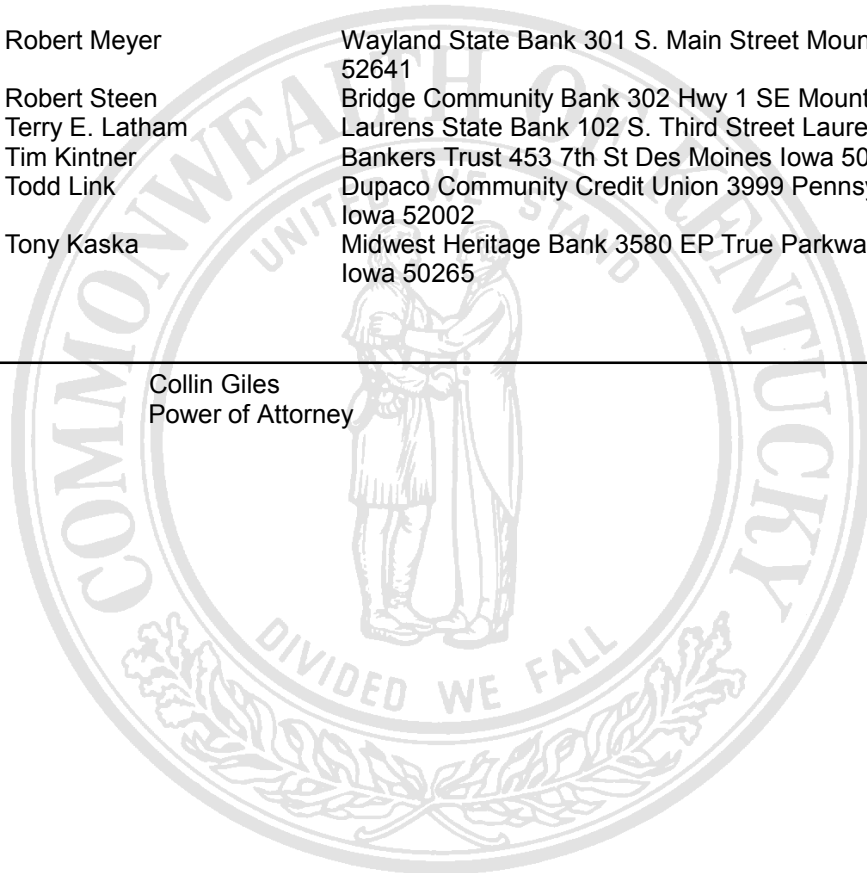 Robert Meyer Wayland State Bank 301 S. Main Street Moun
52641
Robert Steen Bridge Community Bank 302 Hwy 1 SE Mount
Terry E. Latham Laurens State Bank 102 S. Third Street Laure
Tim Kintner Bankers Trust 453 7th St Des Moines Iowa 50
Todd Link Dupaco Community Credit Union 3999 Pennsy
Iowa 52002
Tony Kaska Midwest Heritage Bank 3580 EP True Parkwa
Iowa 50265
Collin Giles
Power of Attorney
COMMONWEALTH OF KENTUCKY
UNITED WE STAND
DIVIDED WE FALL